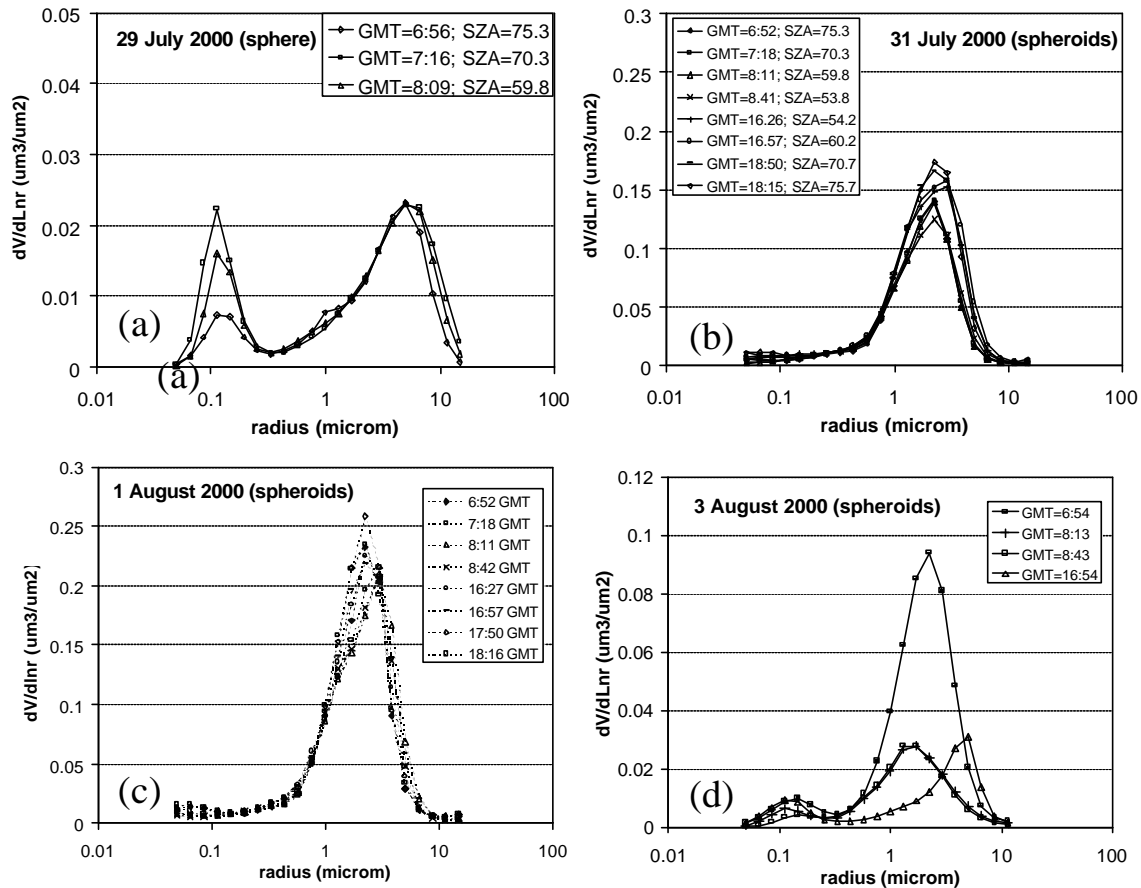 (a)
29 July 2000 (sphere)
GMT=6:56; SZA=75.3
GMT=7:16; SZA=70.3
GMT=8:09; SZA=59.8
0.05
0.04
0.03
0.02
0.01
0
dV/dLnr (um3/um2)
(a)
0.01 0.1 1 10 100
radius (microm)
31 July 2000 (spheroids)
GMT=6:52; SZA=75.3
GMT=7:18; SZA=70.3
GMT=8:11; SZA=59.8
GMT=8.41; SZA=53.8
GMT=16.26; SZA=54.2
GMT=16.57; SZA=60.2
GMT=18:50; SZA=70.7
GMT=18:15; SZA=75.7
0.3
0.25
0.2
0.15
0.1
0.05
0
dV/dLnr (um3/um2)
(b)
0.01 0.1 1 10 100
radius (microm)
1 August 2000 (spheroids)
6:52 GMT
7:18 GMT
8:11 GMT
8:42 GMT
16:27 GMT
16:57 GMT
17:50 GMT
18:16 GMT
0.3
0.25
0.2
0.15
0.1
0.05
0
dV/dlnr (um3/um2]
(c)
0.01 0.1 1 10 100
radius (microm)
3 August 2000 (spheroids)
GMT=6:54
GMT=8:13
GMT=8:43
GMT=16:54
0.12
0.1
0.08
0.06
0.04
0.02
0
dV/dLnr (um3/um2)
(d)
0.01 0.1 1 10 100
radius (microm)